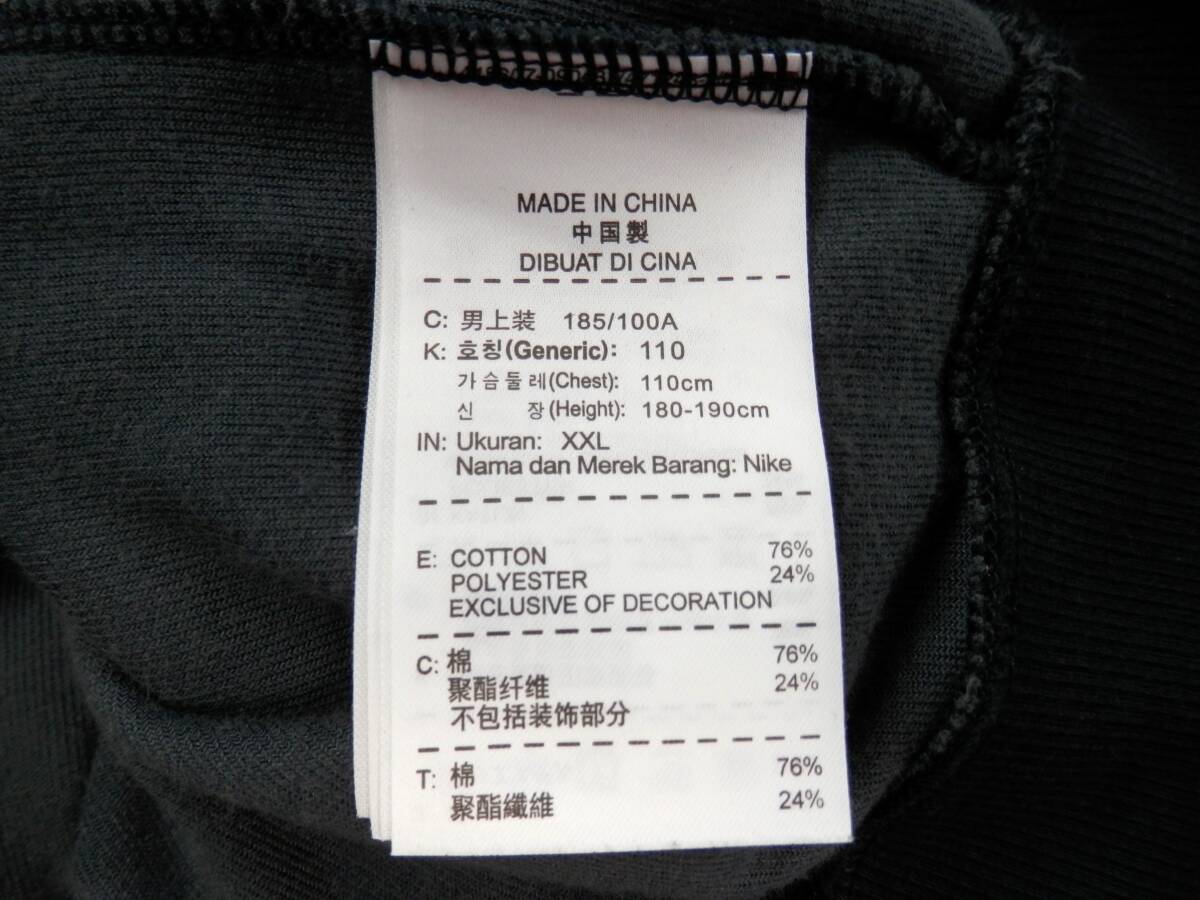 MADE IN CHINA
中国製
DIBUAT DI CINA
C: 男上装 185/100A
K: 호칭(Generic): 110
가슴둘레(Chest): 110cm
신 장(Height): 180-190cm
IN: Ukuran: XXL
Nama dan Merek Barang: Nike
E: COTTON 76%
POLYESTER 24%
EXCLUSIVE OF DECORATION
C: 棉 76%
聚酯纤维 24%
不包括装饰部分
T: 棉 76%
聚酯纖維 24%